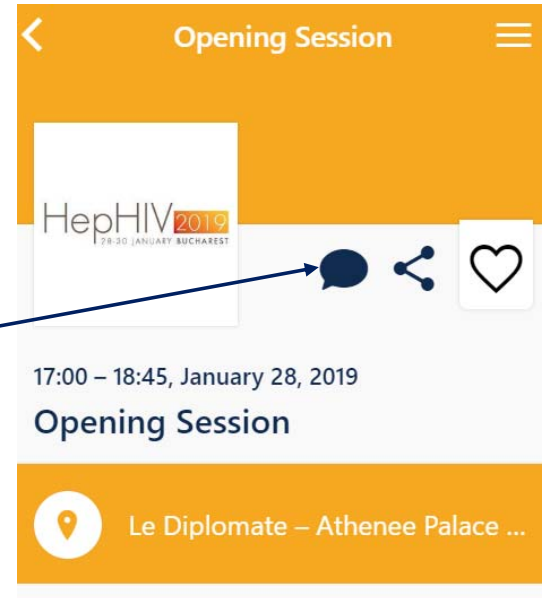 Opening Session
HepHIV2019
28-30 JANUARY BUCHAREST
17:00 – 18:45, January 28, 2019
Opening Session
Le Diplomate – Athenee Palace ...